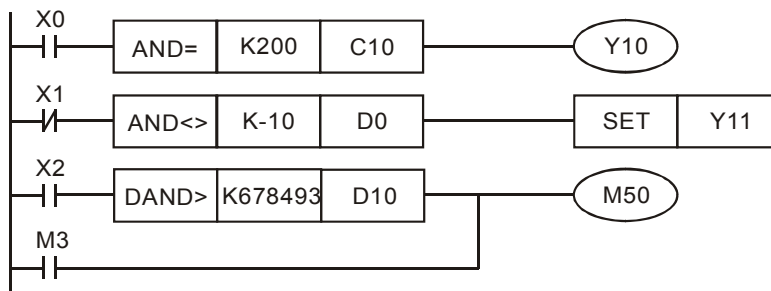 X0
AND= K200 C10 Y10
X1
AND<> K-10 D0 SET Y11
X2
DAND> K678493 D10 M50
M3